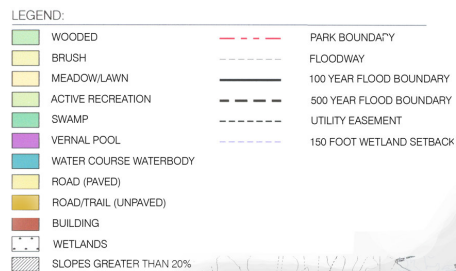 LEGEND:
WOODED
BRUSH
MEADOW/LAWN
ACTIVE RECREATION
SWAMP
VERNAL POOL
WATER COURSE WATERBODY
ROAD (PAVED)
ROAD/TRAIL (UNPAVED)
BUILDING
WETLANDS
SLOPES GREATER THAN 20%
PARK BOUNDARY
FLOODWAY
100 YEAR FLOOD BOUNDARY
500 YEAR FLOOD BOUNDARY
UTILITY EASEMENT
150 FOOT WETLAND SETBACK